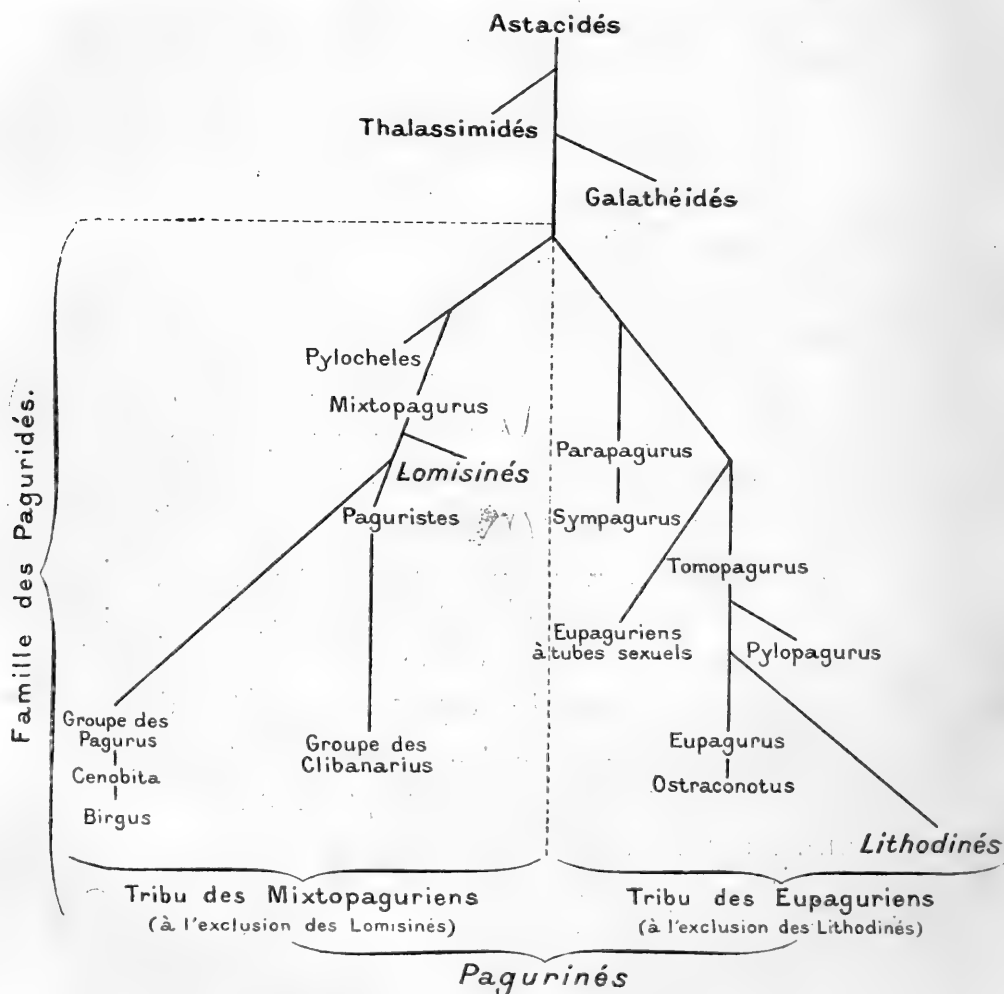 Astacidés
Thalassimidés
Galathéidés
Famille des Paguridés.
Pylocheles
Mixtopagurus
Lomisinés
Paguristes
Groupe des
Pagurus
Cenobita
Birgus
Groupe des
Clibanarius
Parapagurus
Sympagurus
Tomopagurus
Eupaguriens
à tubes sexuels
Pylopagurus
Eupagurus
Ostraconotus
Lithodinés
Tribu des Mixtopaguriens
(à l'exclusion des Lomisinés)
Tribu des Eupaguriens
(à l'exclusion des Lithodinés)
Pagurinés